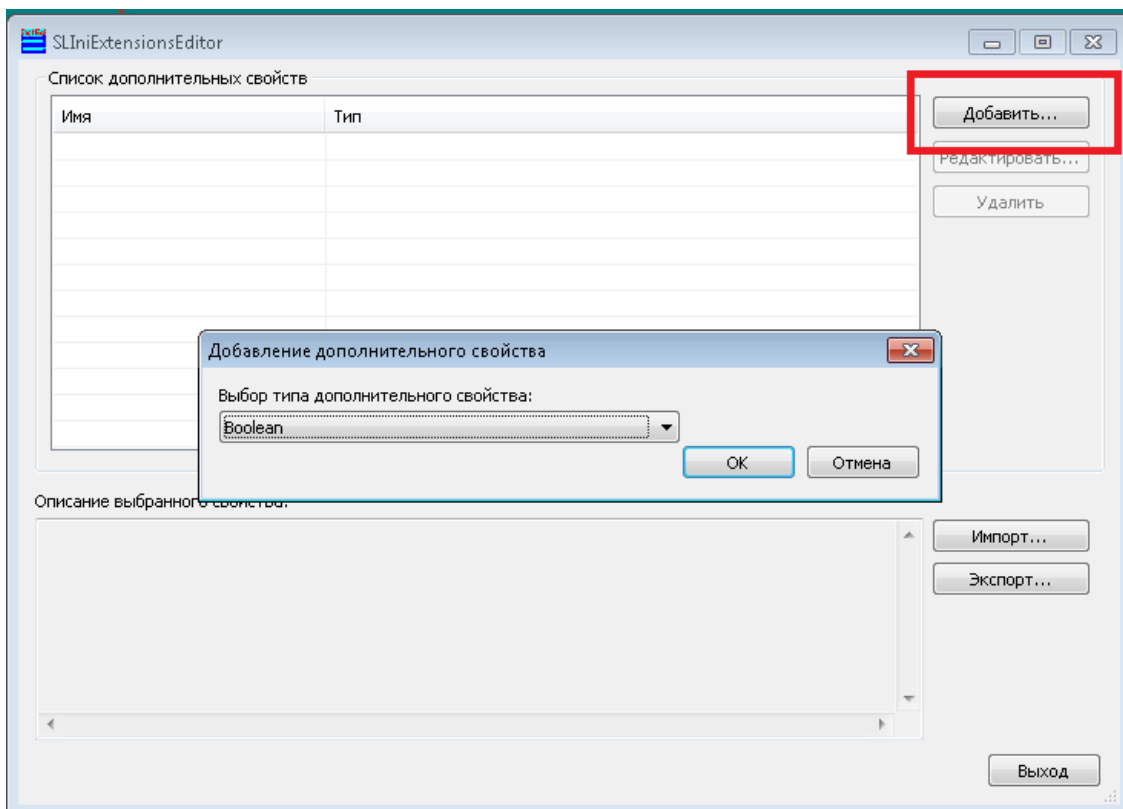 SLIniExtensionsEditor
Список дополнительных свойств
Имя Тип
Добавить...
Редактировать...
Удалить
Добавление дополнительного свойства
Выбор типа дополнительного свойства:
Boolean
OK Отмена
Описание выбранного свойства:
Импорт...
Экспорт...
Выход